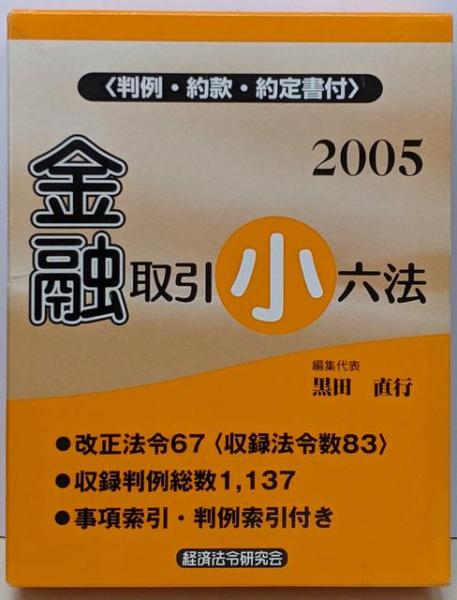 〈判例・約款・約定書付〉
2005
金融取引小六法
編集代表
黒田 直行
●改正法令67〈収録法令数83〉
●収録判例総数1,137
●事項索引・判例索引付き
経済法令研究会